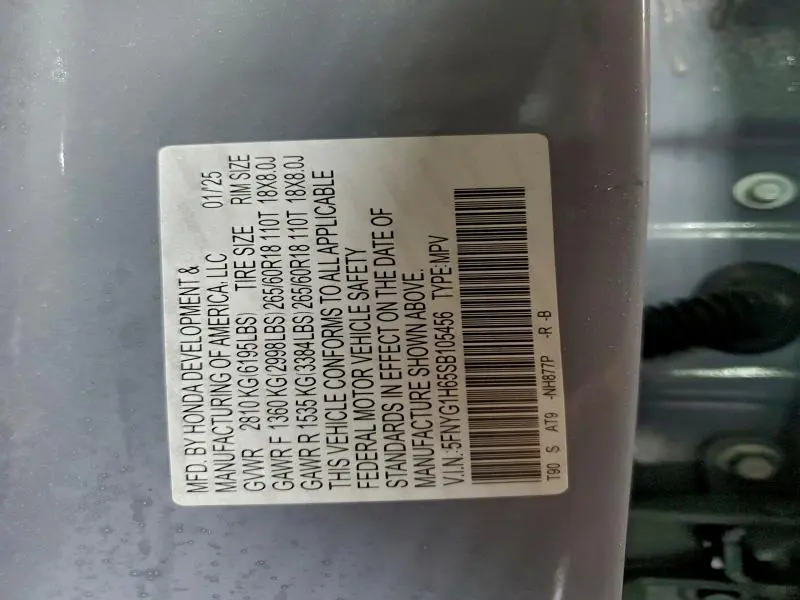 MFD. BY HONDA DEVELOPMENT &
MANUFACTURING OF AMERICA, LLC 01/25
GVWR 2810 KG(6195LBS) TIRE SIZE RIM SIZE
GAWR F 1360 KG(2998LBS) 265/60R18 110T 18X8.0J
GAWR R 1535 KG(3384LBS) 265/60R18 110T 18X8.0J
THIS VEHICLE CONFORMS TO ALL APPLICABLE
FEDERAL MOTOR VEHICLE SAFETY
STANDARDS IN EFFECT ON THE DATE OF
MANUFACTURE SHOWN ABOVE.
V.I.N.:5FNYG1H65SB105456 TYPE:MPV
T90 S AT9 -NH877P -R -B